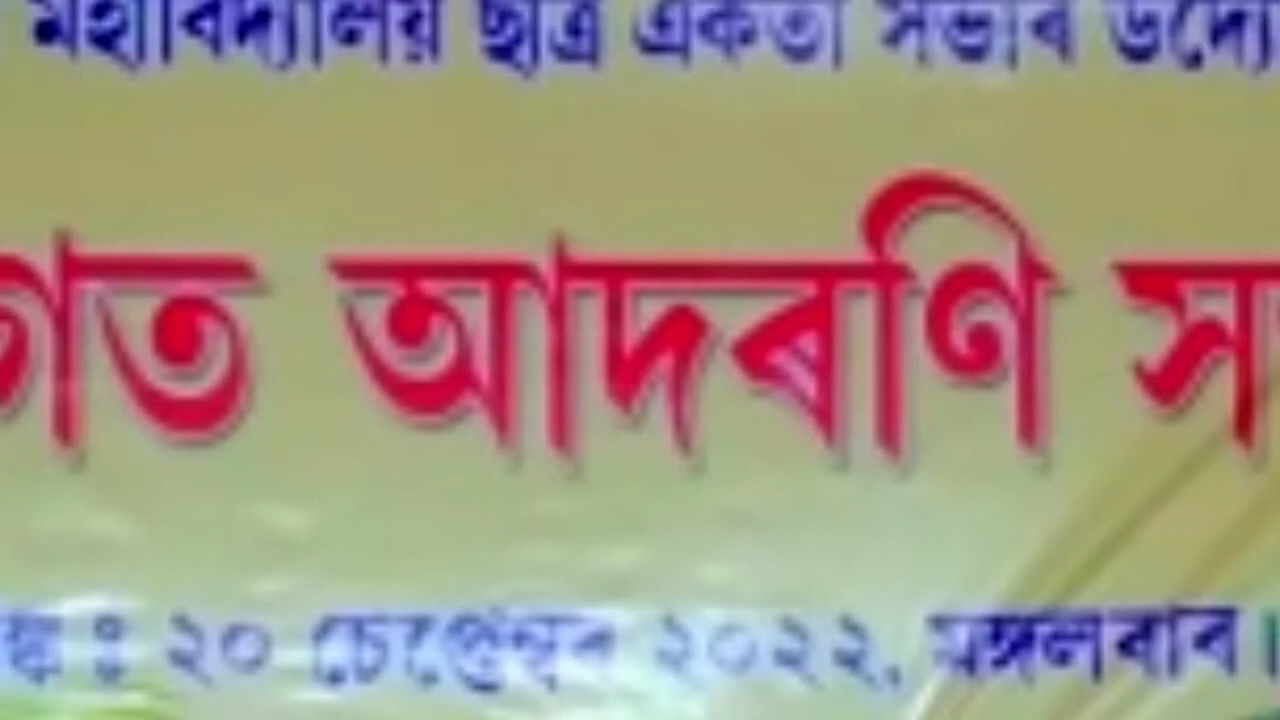 মহাবিদ্যালয় ছাত্ৰ একতা সভাৰ উদ্যো
গত আদৰণি স
: ২০ চেপ্তেম্বৰ ২০২২, মঙ্গলবাৰ।